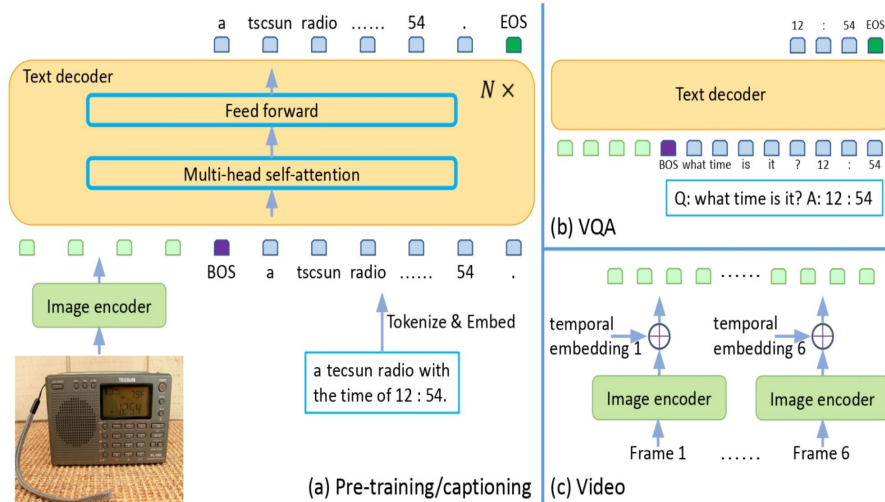 a tscsun radio ...... 54 . EOS
Text decoder
N ×
Feed forward
Multi-head self-attention
BOS a tscsun radio ...... 54 .
Image encoder
Tokenize & Embed
a tecsun radio with
the time of 12 : 54.
TECSUN
(a) Pre-training/captioning
12 : 54 EOS
Text decoder
BOS what time is it ? 12 : 54
Q: what time is it? A: 12 : 54
(b) VQA
......
temporal
embedding 1
temporal
embedding 6
Image encoder
Image encoder
Frame 1 ...... Frame 6
(c) Video